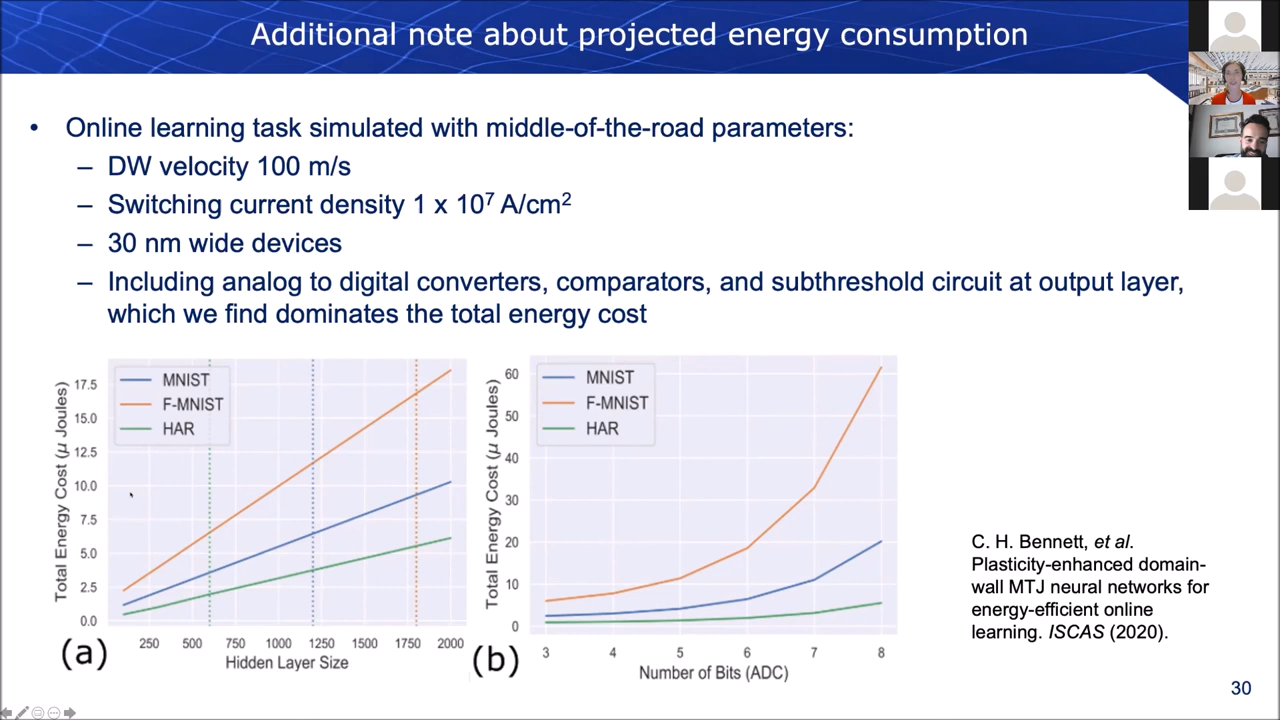 Additional note about projected energy consumption
• Online learning task simulated with middle-of-the-road parameters:
– DW velocity 100 m/s
– Switching current density 1 x 10⁷ A/cm²
– 30 nm wide devices
– Including analog to digital converters, comparators, and subthreshold circuit at output layer,
which we find dominates the total energy cost
Total Energy Cost (μ Joules)
17.5
15.0
12.5
10.0
7.5
5.0
2.5
0.0
MNIST
F-MNIST
HAR
250 500 750 1000 1250 1500 1750 2000
Hidden Layer Size
(a)
Total Energy Cost (μ Joules)
60
50
40
30
20
10
0
MNIST
F-MNIST
HAR
3 4 5 6 7 8
Number of Bits (ADC)
(b)
C. H. Bennett, et al.
Plasticity-enhanced domain-
wall MTJ neural networks for
energy-efficient online
learning. ISCAS (2020).
30